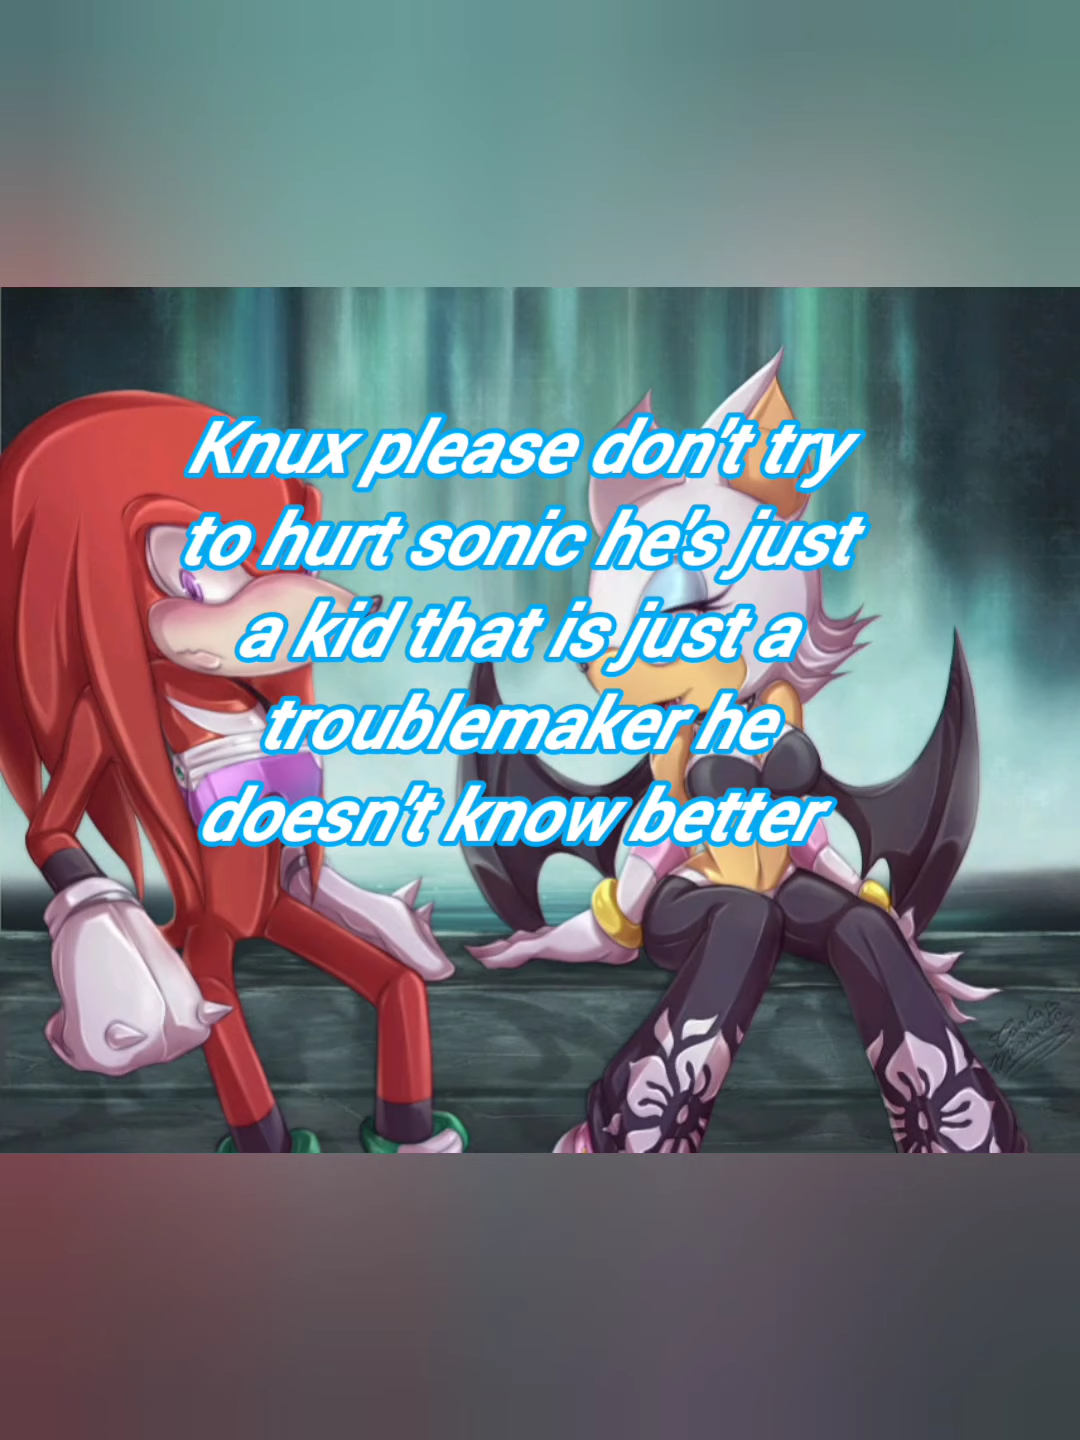 Knux please don't try
to hurt sonic he's just
a kid that is just a
troublemaker he
doesn't know better